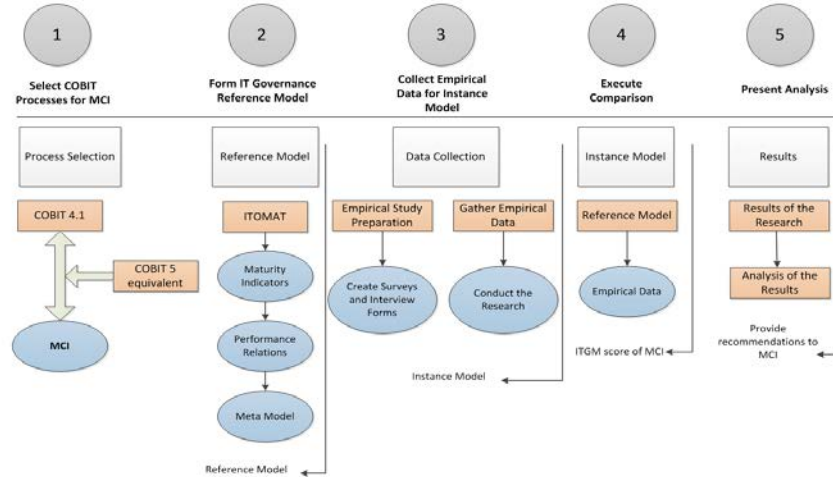 1
2
3
4
5
Select COBIT
Processes for MCI
Form IT Governance
Reference Model
Collect Empirical
Data for Instance
Model
Execute
Comparison
Present Analysis
Process Selection
Reference Model
Data Collection
Instance Model
Results
COBIT 4.1
COBIT 5
equivalent
MCI
ITOMAT
Maturity
Indicators
Performance
Relations
Meta Model
Reference Model
Empirical Study
Preparation
Create Surveys
and Interview
Forms
Gather Empirical
Data
Conduct the
Research
Instance Model
Reference Model
Empirical Data
ITGM score of MCI
Results of the
Research
Analysis of the
Results
Provide
recommendations to
MCI